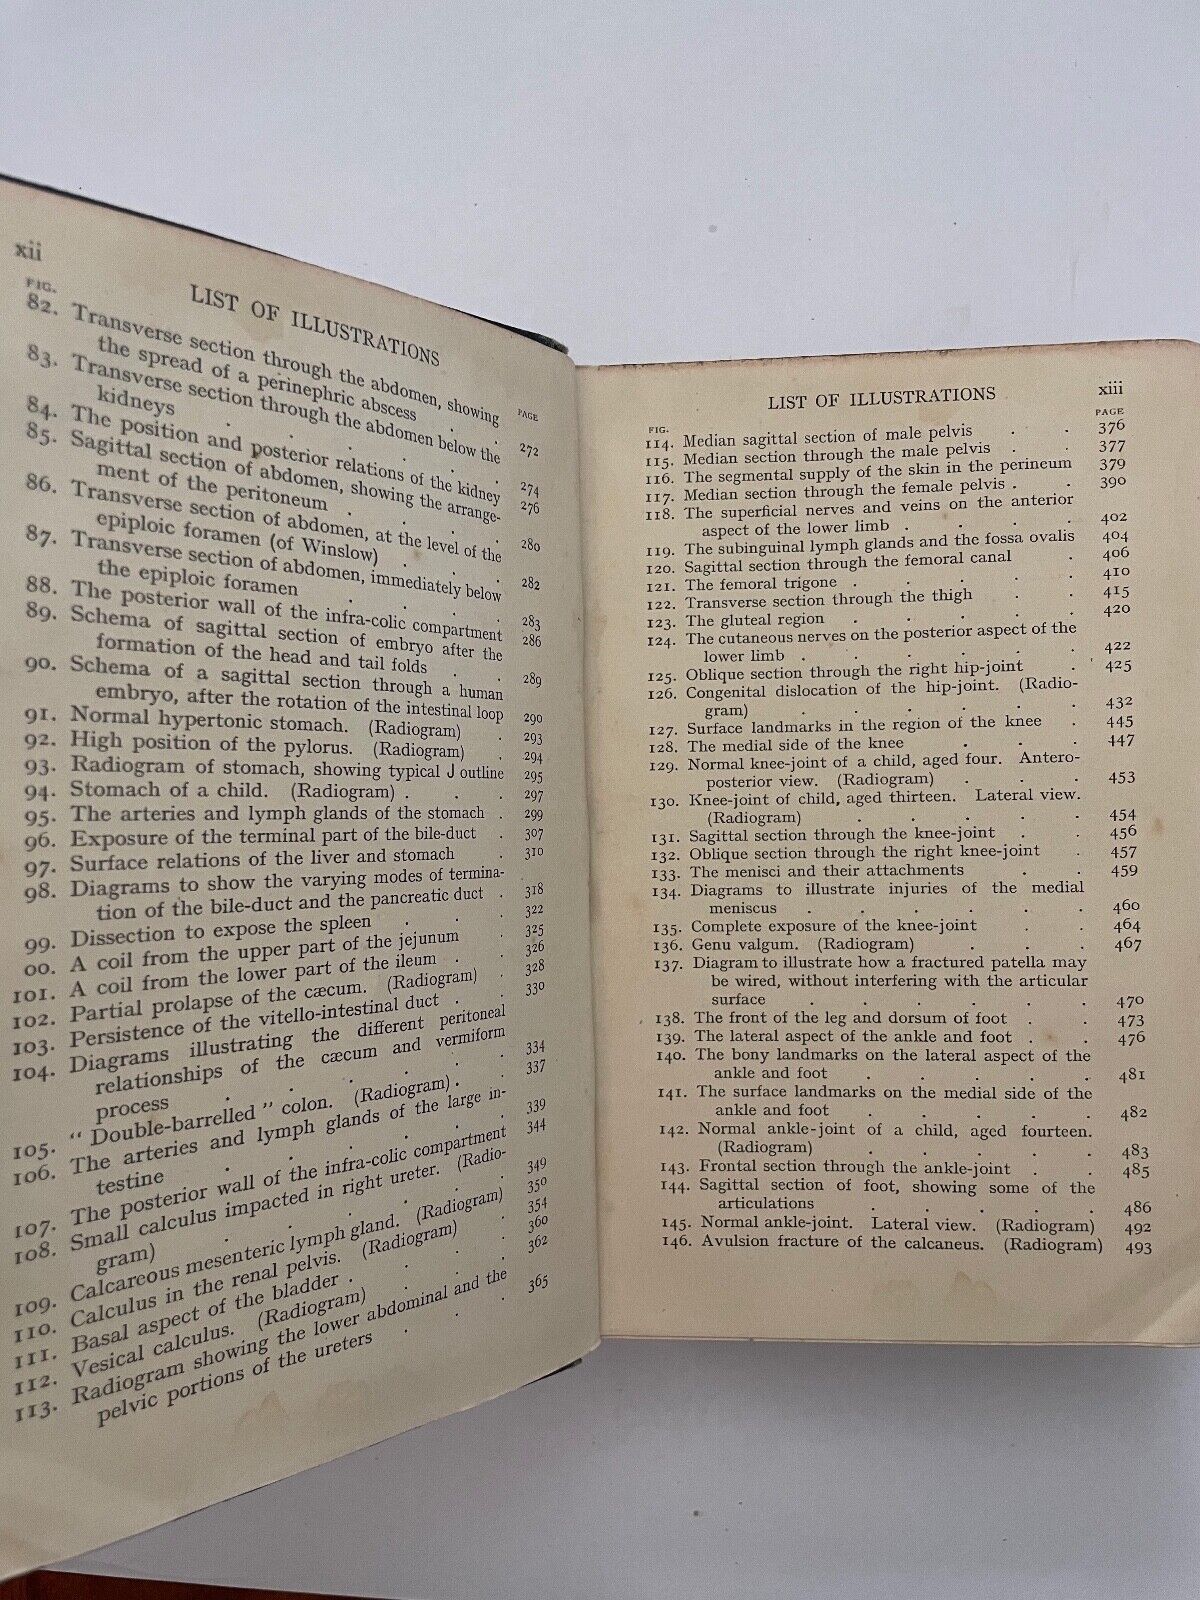 xii
LIST OF ILLUSTRATIONS
FIG. PAGE
82. Transverse section through the abdomen, showing
the spread of a perinephric abscess . . 272
83. Transverse section through the abdomen below the
kidneys . . . . . . 274
84. The position and posterior relations of the kidney 276
85. Sagittal section of abdomen, showing the arrange-
ment of the peritoneum . . . . 280
86. Transverse section of abdomen, at the level of the
epiploic foramen (of Winslow) . . . 282
87. Transverse section of abdomen, immediately below
the epiploic foramen . . . . 283
88. The posterior wall of the infra-colic compartment 286
89. Schema of sagittal section of embryo after the
formation of the head and tail folds . . 289
90. Schema of a sagittal section through a human
embryo, after the rotation of the intestinal loop 290
91. Normal hypertonic stomach. (Radiogram) . 293
92. High position of the pylorus. (Radiogram) . 294
93. Radiogram of stomach, showing typical J outline 295
94. Stomach of a child. (Radiogram) . . . 297
95. The arteries and lymph glands of the stomach . 299
96. Exposure of the terminal part of the bile-duct . 307
97. Surface relations of the liver and stomach . 310
98. Diagrams to show the varying modes of termina-
tion of the bile-duct and the pancreatic duct . 318
99. Dissection to expose the spleen . . . 322
00. A coil from the upper part of the jejunum . 325
101. A coil from the lower part of the ileum . . 326
102. Partial prolapse of the cæcum. (Radiogram) . 328
103. Persistence of the vitello-intestinal duct . . 330
104. Diagrams illustrating the different peritoneal
relationships of the cæcum and vermiform
process . . . . . . 334
105. " Double-barrelled " colon. (Radiogram) . . 337
106. The arteries and lymph glands of the large in-
testine . . . . . . 339
107. The posterior wall of the infra-colic compartment 344
108. Small calculus impacted in right ureter. (Radio-
gram) . . . . . . 349
109. Calcareous mesenteric lymph gland. (Radiogram) 350
110. Calculus in the renal pelvis. (Radiogram) . 354
111. Basal aspect of the bladder . . . . 360
112. Vesical calculus. (Radiogram) . . . 362
113. Radiogram showing the lower abdominal and the
pelvic portions of the ureters . . . 365
LIST OF ILLUSTRATIONS xiii
FIG. PAGE
114. Median sagittal section of male pelvis . . 376
115. Median section through the male pelvis . . 377
116. The segmental supply of the skin in the perineum 379
117. Median section through the female pelvis . . 390
118. The superficial nerves and veins on the anterior
aspect of the lower limb . . . . 402
119. The subinguinal lymph glands and the fossa ovalis 404
120. Sagittal section through the femoral canal . 406
121. The femoral trigone . . . . . 410
122. Transverse section through the thigh . . 415
123. The gluteal region . . . . . 420
124. The cutaneous nerves on the posterior aspect of the
lower limb . . . . . . 422
125. Oblique section through the right hip-joint . 425
126. Congenital dislocation of the hip-joint. (Radio-
gram) . . . . . . 432
127. Surface landmarks in the region of the knee . 445
128. The medial side of the knee . . . 447
129. Normal knee-joint of a child, aged four. Antero-
posterior view. (Radiogram) . . . 453
130. Knee-joint of child, aged thirteen. Lateral view.
(Radiogram) . . . . . 454
131. Sagittal section through the knee-joint . . 456
132. Oblique section through the right knee-joint . 457
133. The menisci and their attachments . . 459
134. Diagrams to illustrate injuries of the medial
meniscus . . . . . . 460
135. Complete exposure of the knee-joint . . 464
136. Genu valgum. (Radiogram) . . . 467
137. Diagram to illustrate how a fractured patella may
be wired, without interfering with the articular
surface . . . . . . 470
138. The front of the leg and dorsum of foot . . 473
139. The lateral aspect of the ankle and foot . . 476
140. The bony landmarks on the lateral aspect of the
ankle and foot . . . . . 481
141. The surface landmarks on the medial side of the
ankle and foot . . . . . 482
142. Normal ankle-joint of a child, aged fourteen.
(Radiogram) . . . . . 483
143. Frontal section through the ankle-joint . . 485
144. Sagittal section of foot, showing some of the
articulations . . . . . 486
145. Normal ankle-joint. Lateral view. (Radiogram) 492
146. Avulsion fracture of the calcaneus. (Radiogram) 493